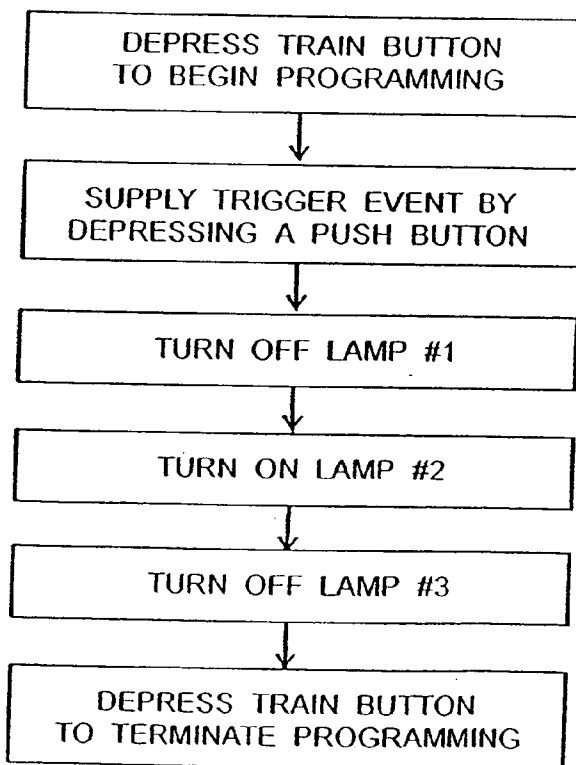 DEPRESS TRAIN BUTTON
TO BEGIN PROGRAMMING
SUPPLY TRIGGER EVENT BY
DEPRESSING A PUSH BUTTON
TURN OFF LAMP #1
TURN ON LAMP #2
TURN OFF LAMP #3
DEPRESS TRAIN BUTTON
TO TERMINATE PROGRAMMING